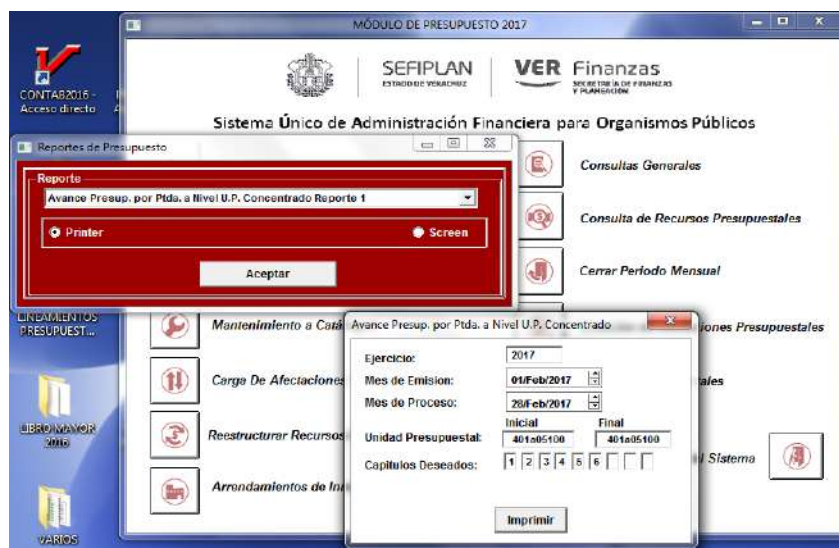 MÓDULO DE PRESUPUESTO 2017
CONTAB2016 -
Acceso directo
SEFIPLAN
ESTADO DE VERACRUZ
VER Finanzas
SECRETARÍA DE FINANZAS
Y PLANEACIÓN
Sistema Único de Administración Financiera para Organismos Públicos
Reportes de Presupuesto
Reporte
Avance Presup. por Ptda. a Nivel U.P. Concentrado Reporte 1
Printer
Screen
Aceptar
Consultas Generales
Consulta de Recursos Presupuestales
Cerrar Periodo Mensual
LINEAMIENTOS
PRESUPUEST...
Mantenimiento a Catá
iones Presupuestales
Carga De Afectaciones
ales
LIBRO MAYOR
2016
Reestructurar Recursos
l Sistema
Arrendamientos de In
VARIOS
Avance Presup. por Ptda. a Nivel U.P. Concentrado
Ejercicio: 2017
Mes de Emision: 01/Feb/2017
Mes de Proceso: 28/Feb/2017
Inicial Final
Unidad Presupuestal: 401a05100 401a05100
Capitulos Deseados: 1 2 3 4 5 6
Imprimir